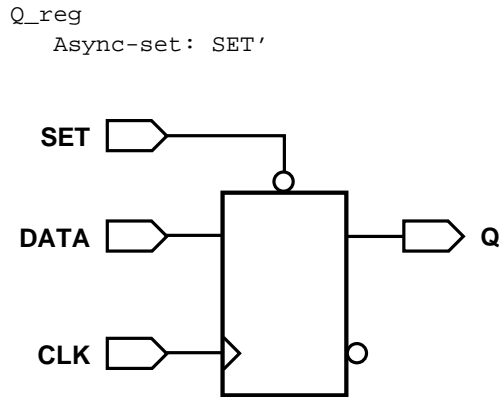 Q_reg
Async-set: SET’
SET
DATA
Q
CLK